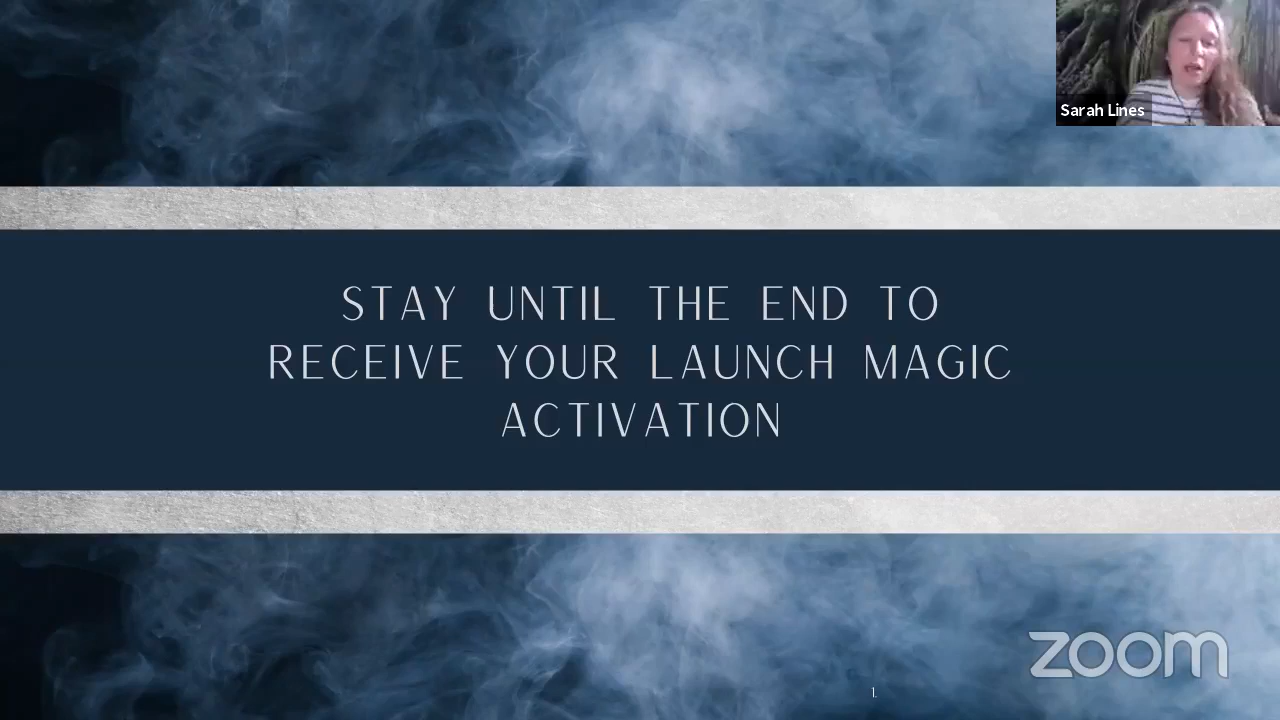 Sarah Lines
STAY UNTIL THE END TO
RECEIVE YOUR LAUNCH MAGIC
ACTIVATION
zoom
1.